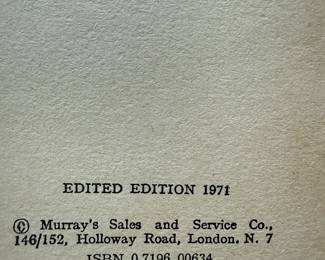 EDITED EDITION 1971
© Murray's Sales and Service Co.,
146/152, Holloway Road, London, N. 7
ISBN 0 7196 00634